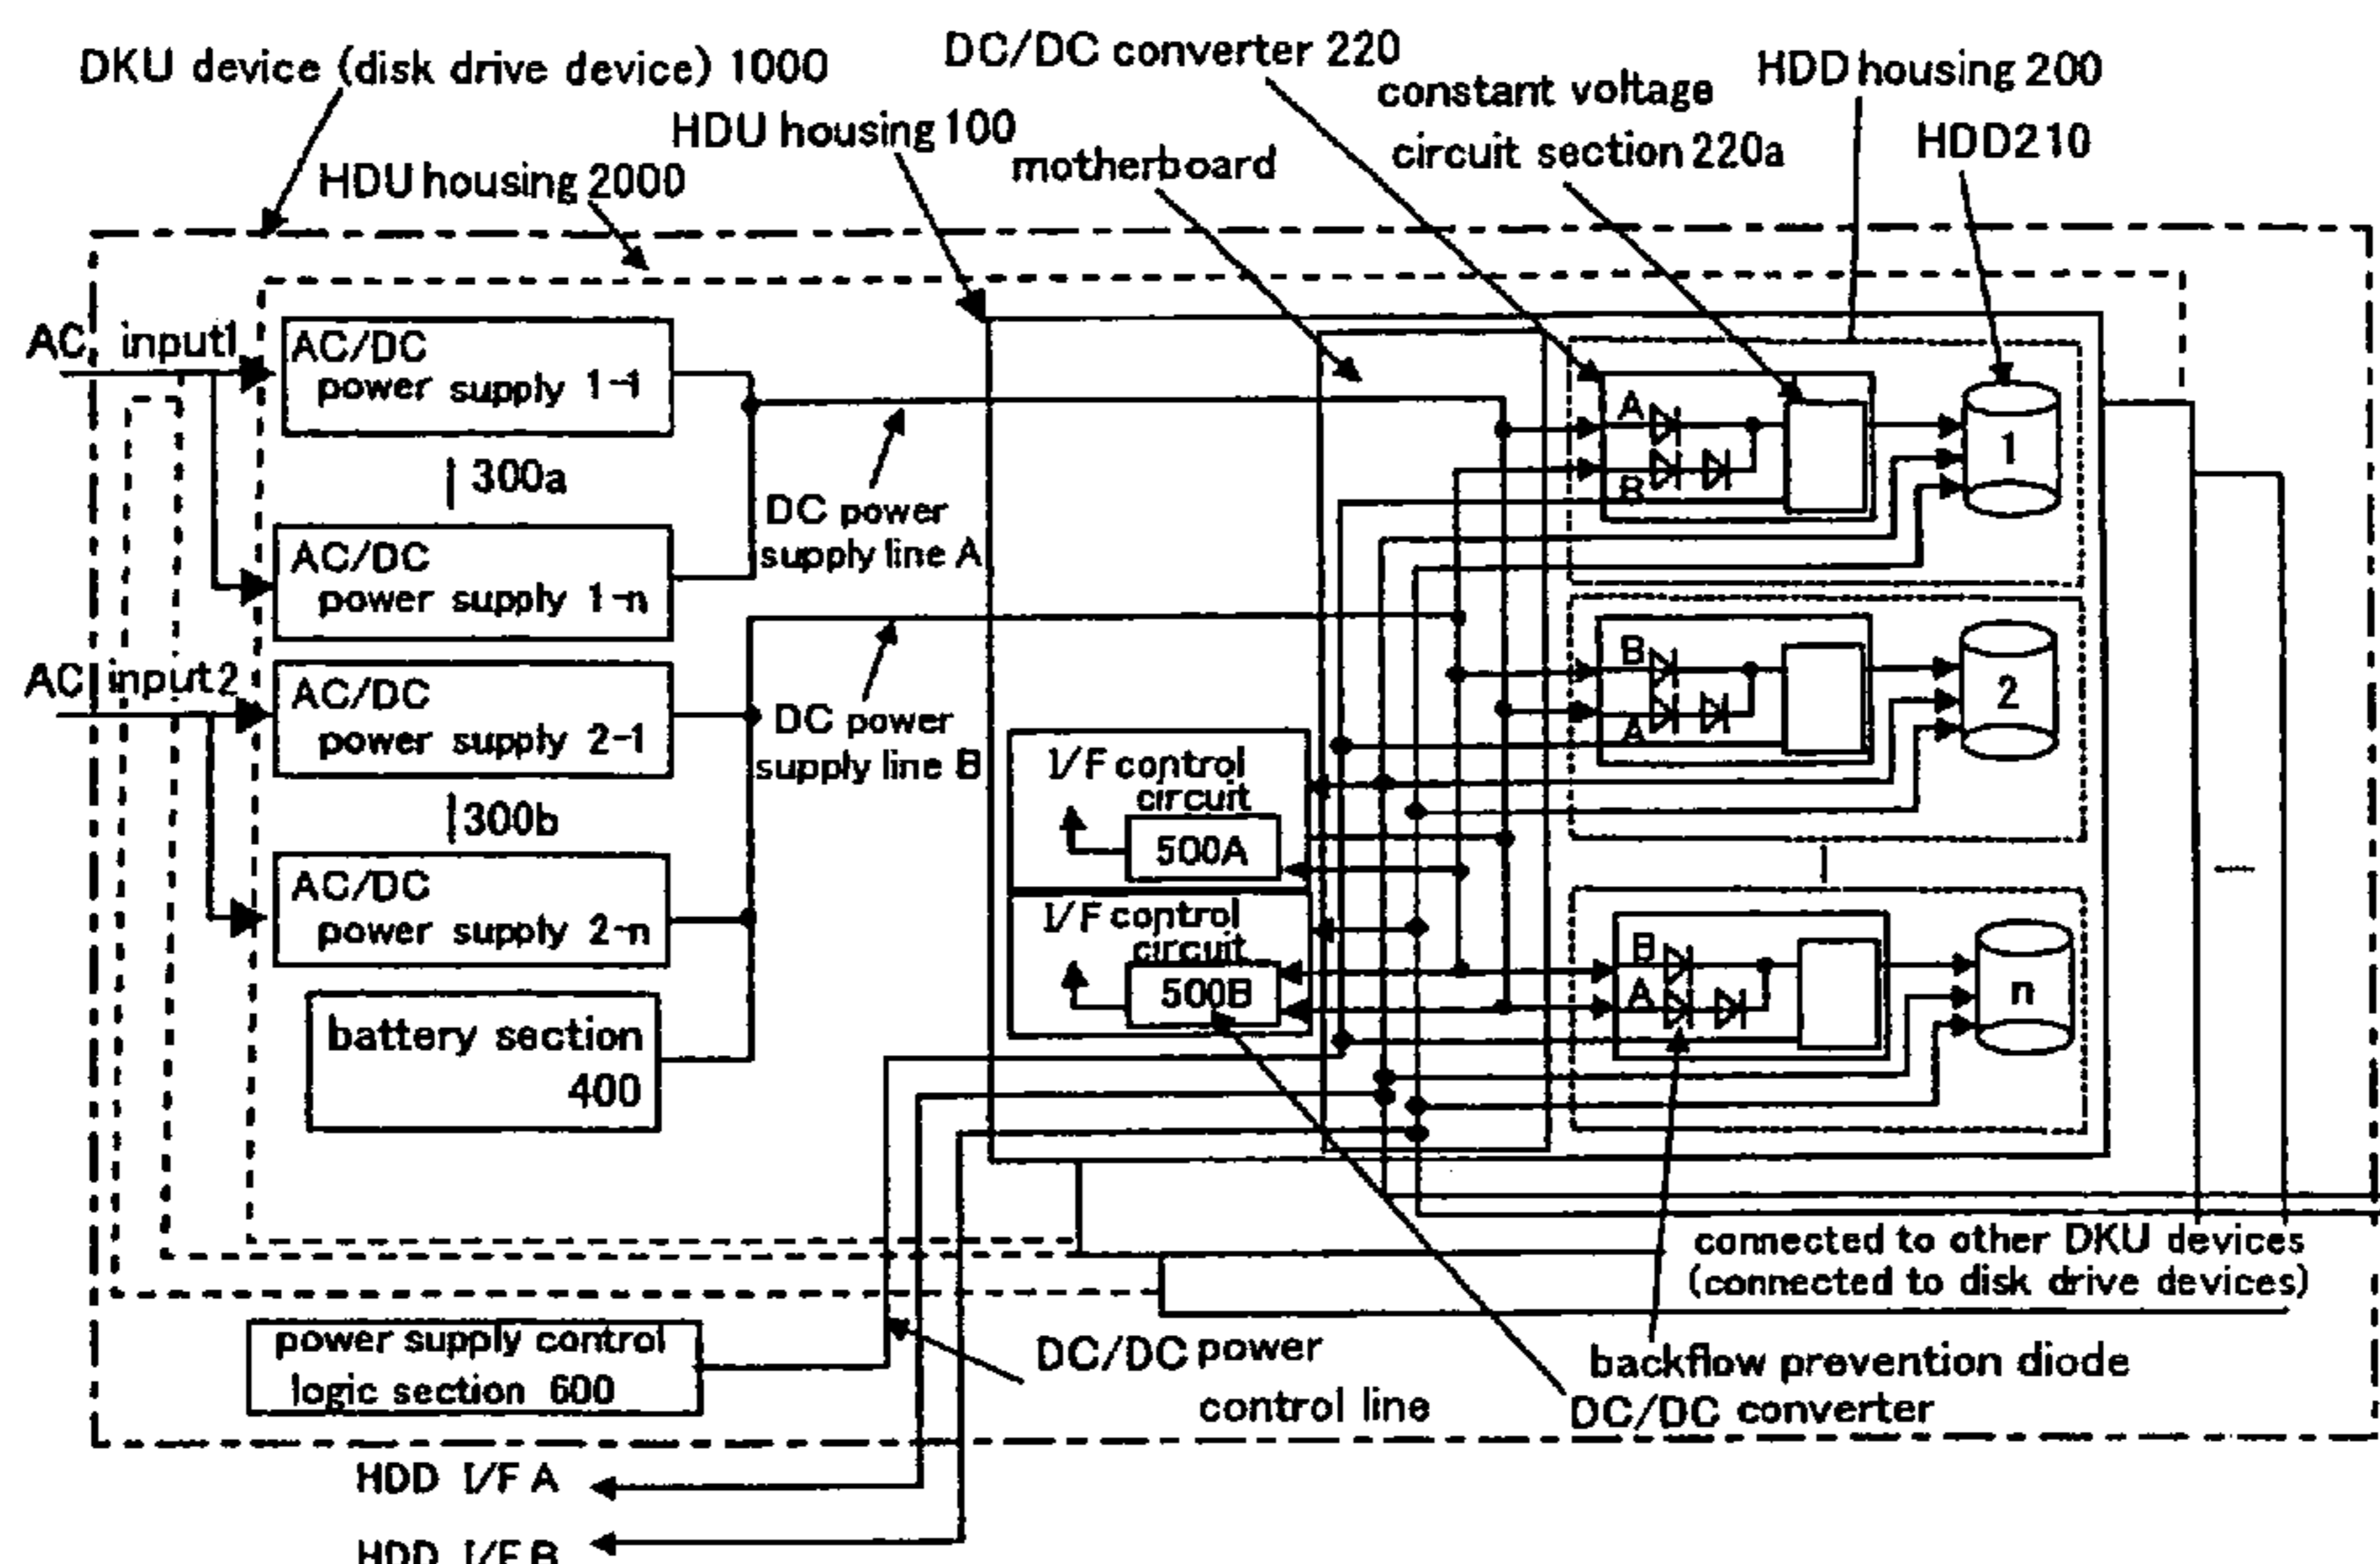 DKU device (disk drive device) 1000
HDU housing 2000
HDU housing 100
DC/DC converter 220
motherboard
constant voltage
circuit section 220a
HDD housing 200
HDD210
AC input1
AC/DC
power supply 1-1
300a
AC/DC
power supply 1-n
DC power
supply line A
AC input2
AC/DC
power supply 2-1
300b
AC/DC
power supply 2-n
DC power
supply line B
battery section
400
I/F control
circuit
500A
I/F control
circuit
500B
A
B
1
B
A
2
B
A
n
connected to other DKU devices
(connected to disk drive devices)
power supply control
logic section 600
DC/DC power
control line
backflow prevention diode
DC/DC converter
HDD I/F A
HDD I/F B